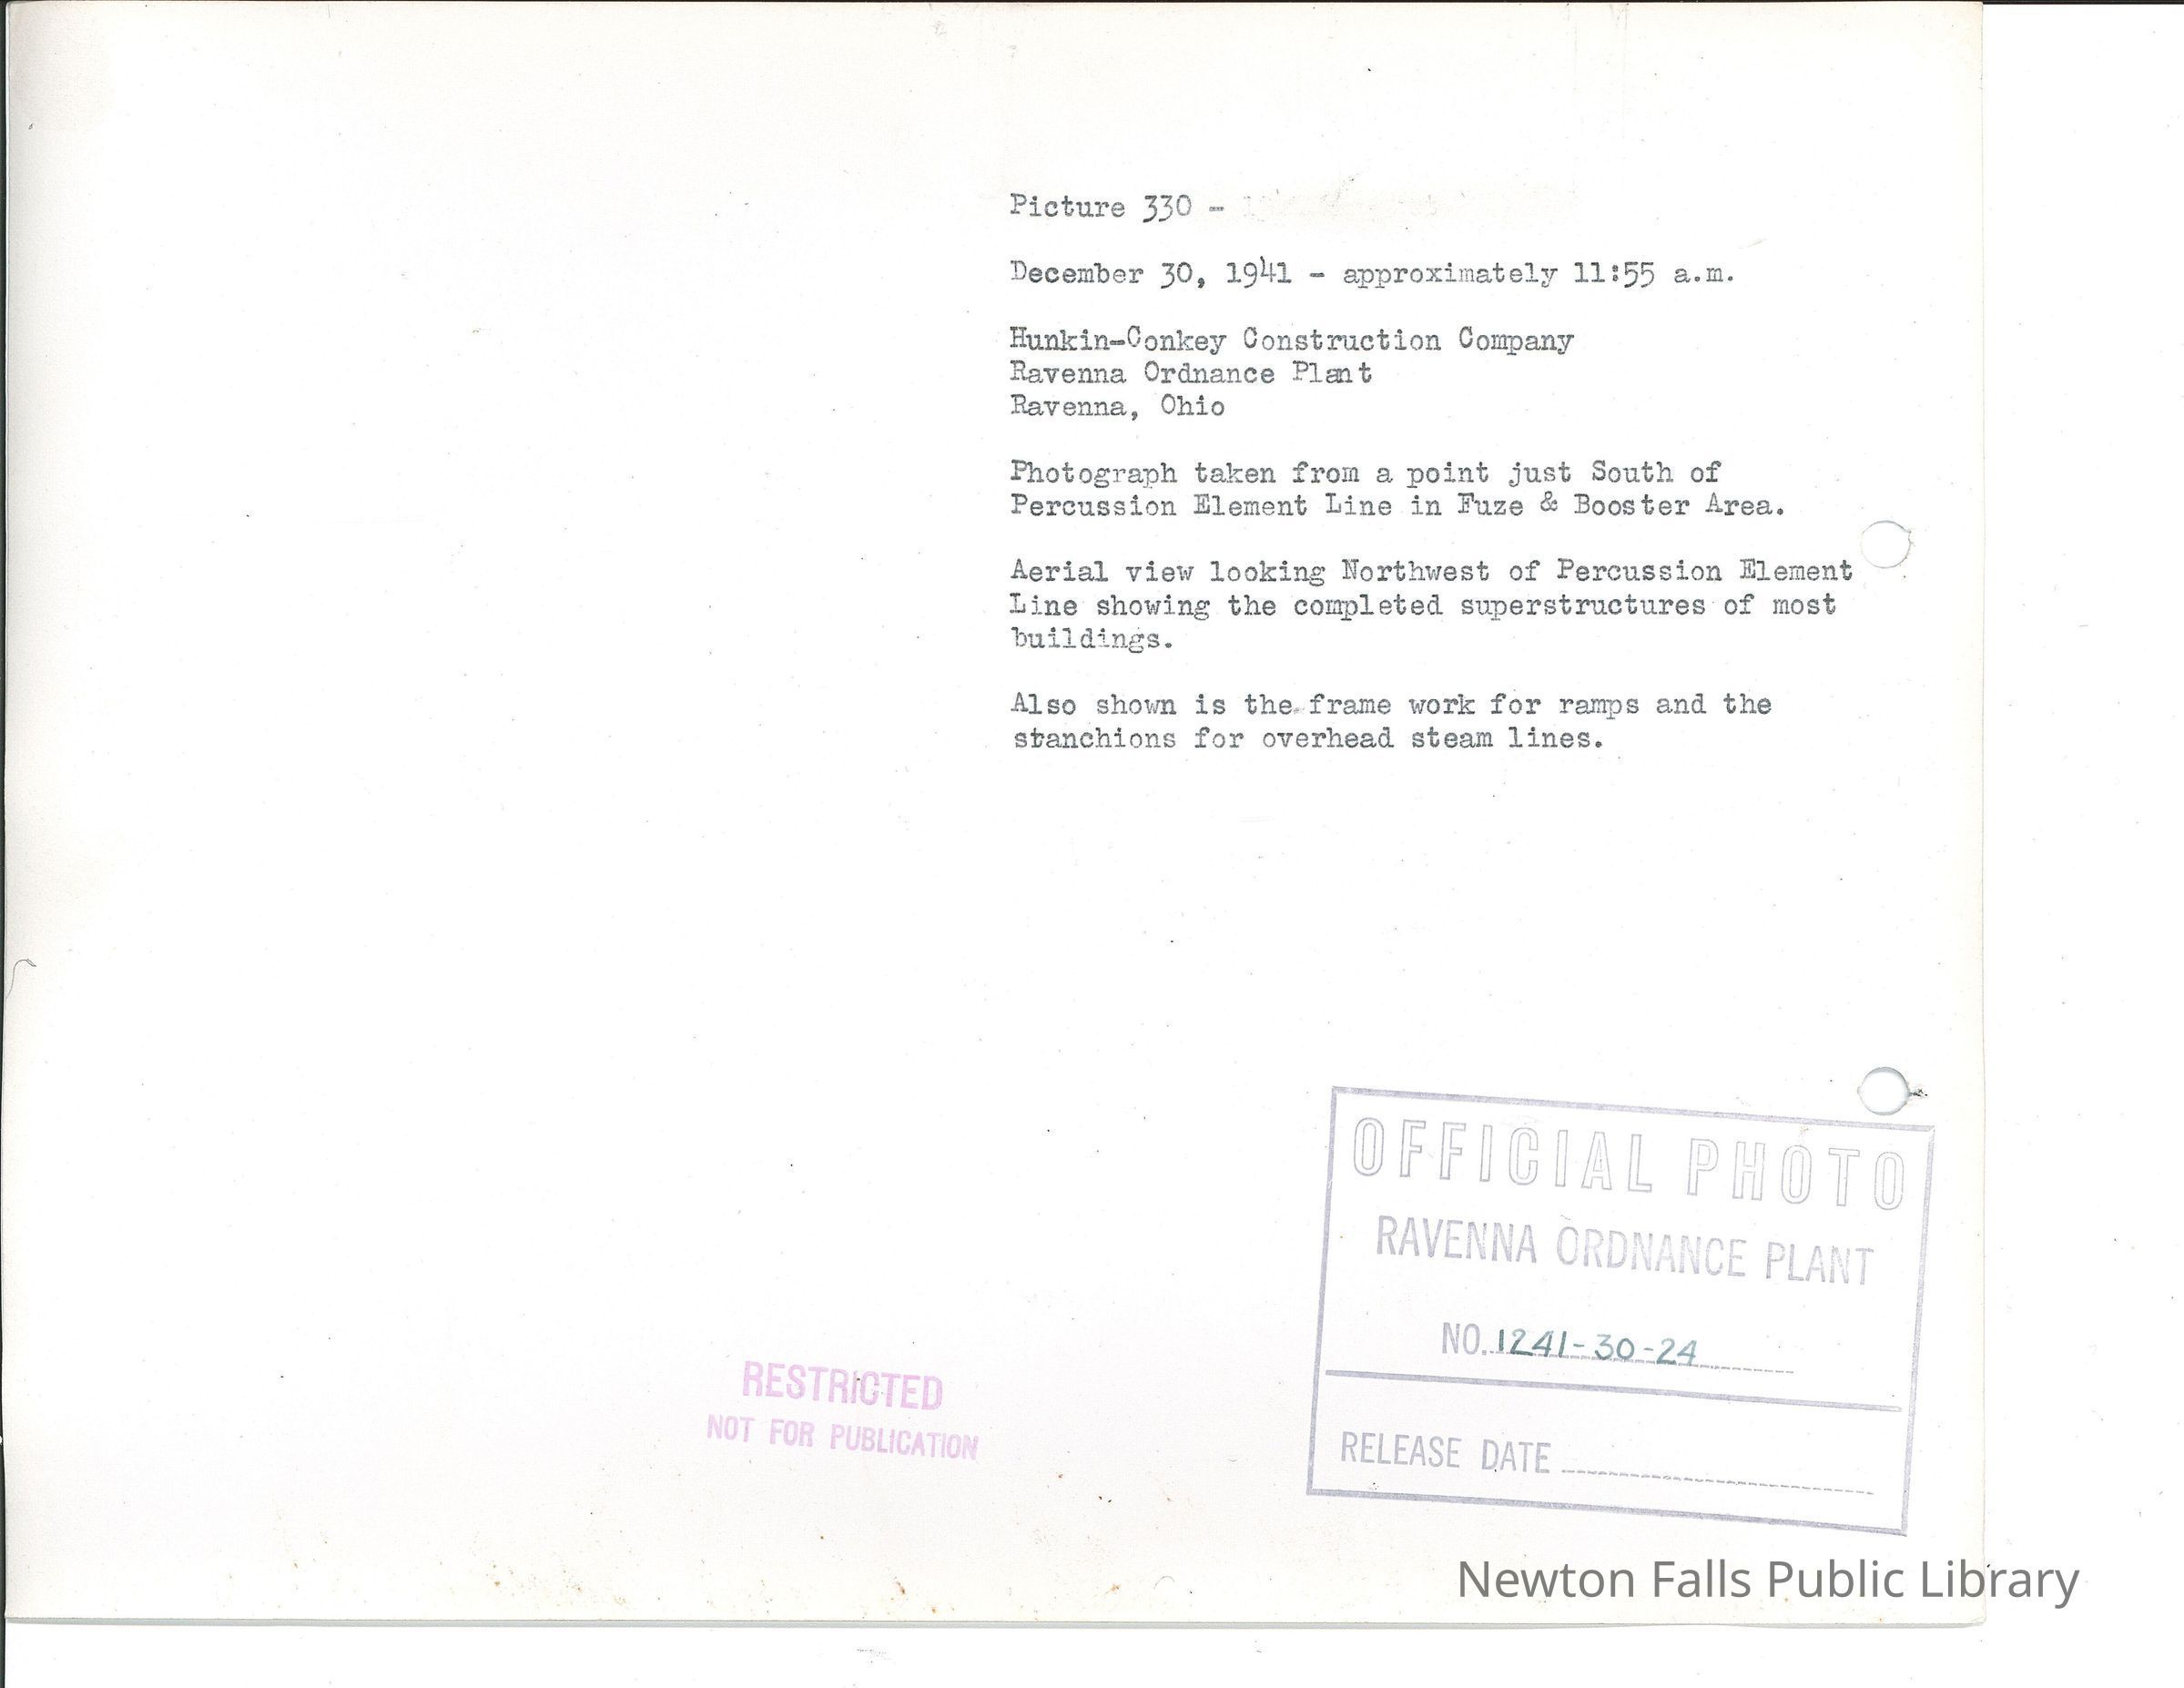 Picture 330 -
December 30, 1941 - approximately 11:55 a.m.
Hunkin-Conkey Construction Company
Ravenna Ordnance Plant
Ravenna, Ohio
Photograph taken from a point just South of
Percussion Element Line in Fuze & Booster Area.
Aerial view looking Northwest of Percussion Element
Line showing the completed superstructures of most
buildings.
Also shown is the frame work for ramps and the
stanchions for overhead steam lines.
OFFICIAL PHOTO
RAVENNA ORDNANCE PLANT
NO. 1241-30-24
RELEASE DATE
RESTRICTED
NOT FOR PUBLICATION
Newton Falls Public Library